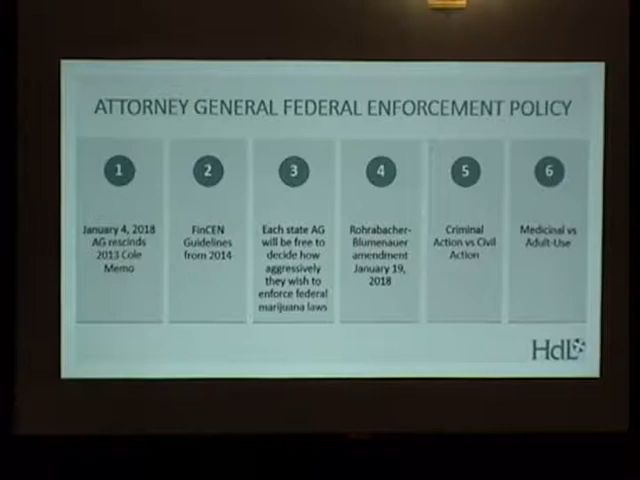 ATTORNEY GENERAL FEDERAL ENFORCEMENT POLICY
1
January 4, 2018
AG rescinds
2013 Cole
Memo
2
FinCEN
Guidelines
from 2014
3
Each state AG
will be free to
decide how
aggressively
they wish to
enforce federal
marijuana laws
4
Rohrabacher-
Blumenauer
amendment
January 19,
2018
5
Criminal
Action vs Civil
Action
6
Medicinal vs
Adult-Use
HdL